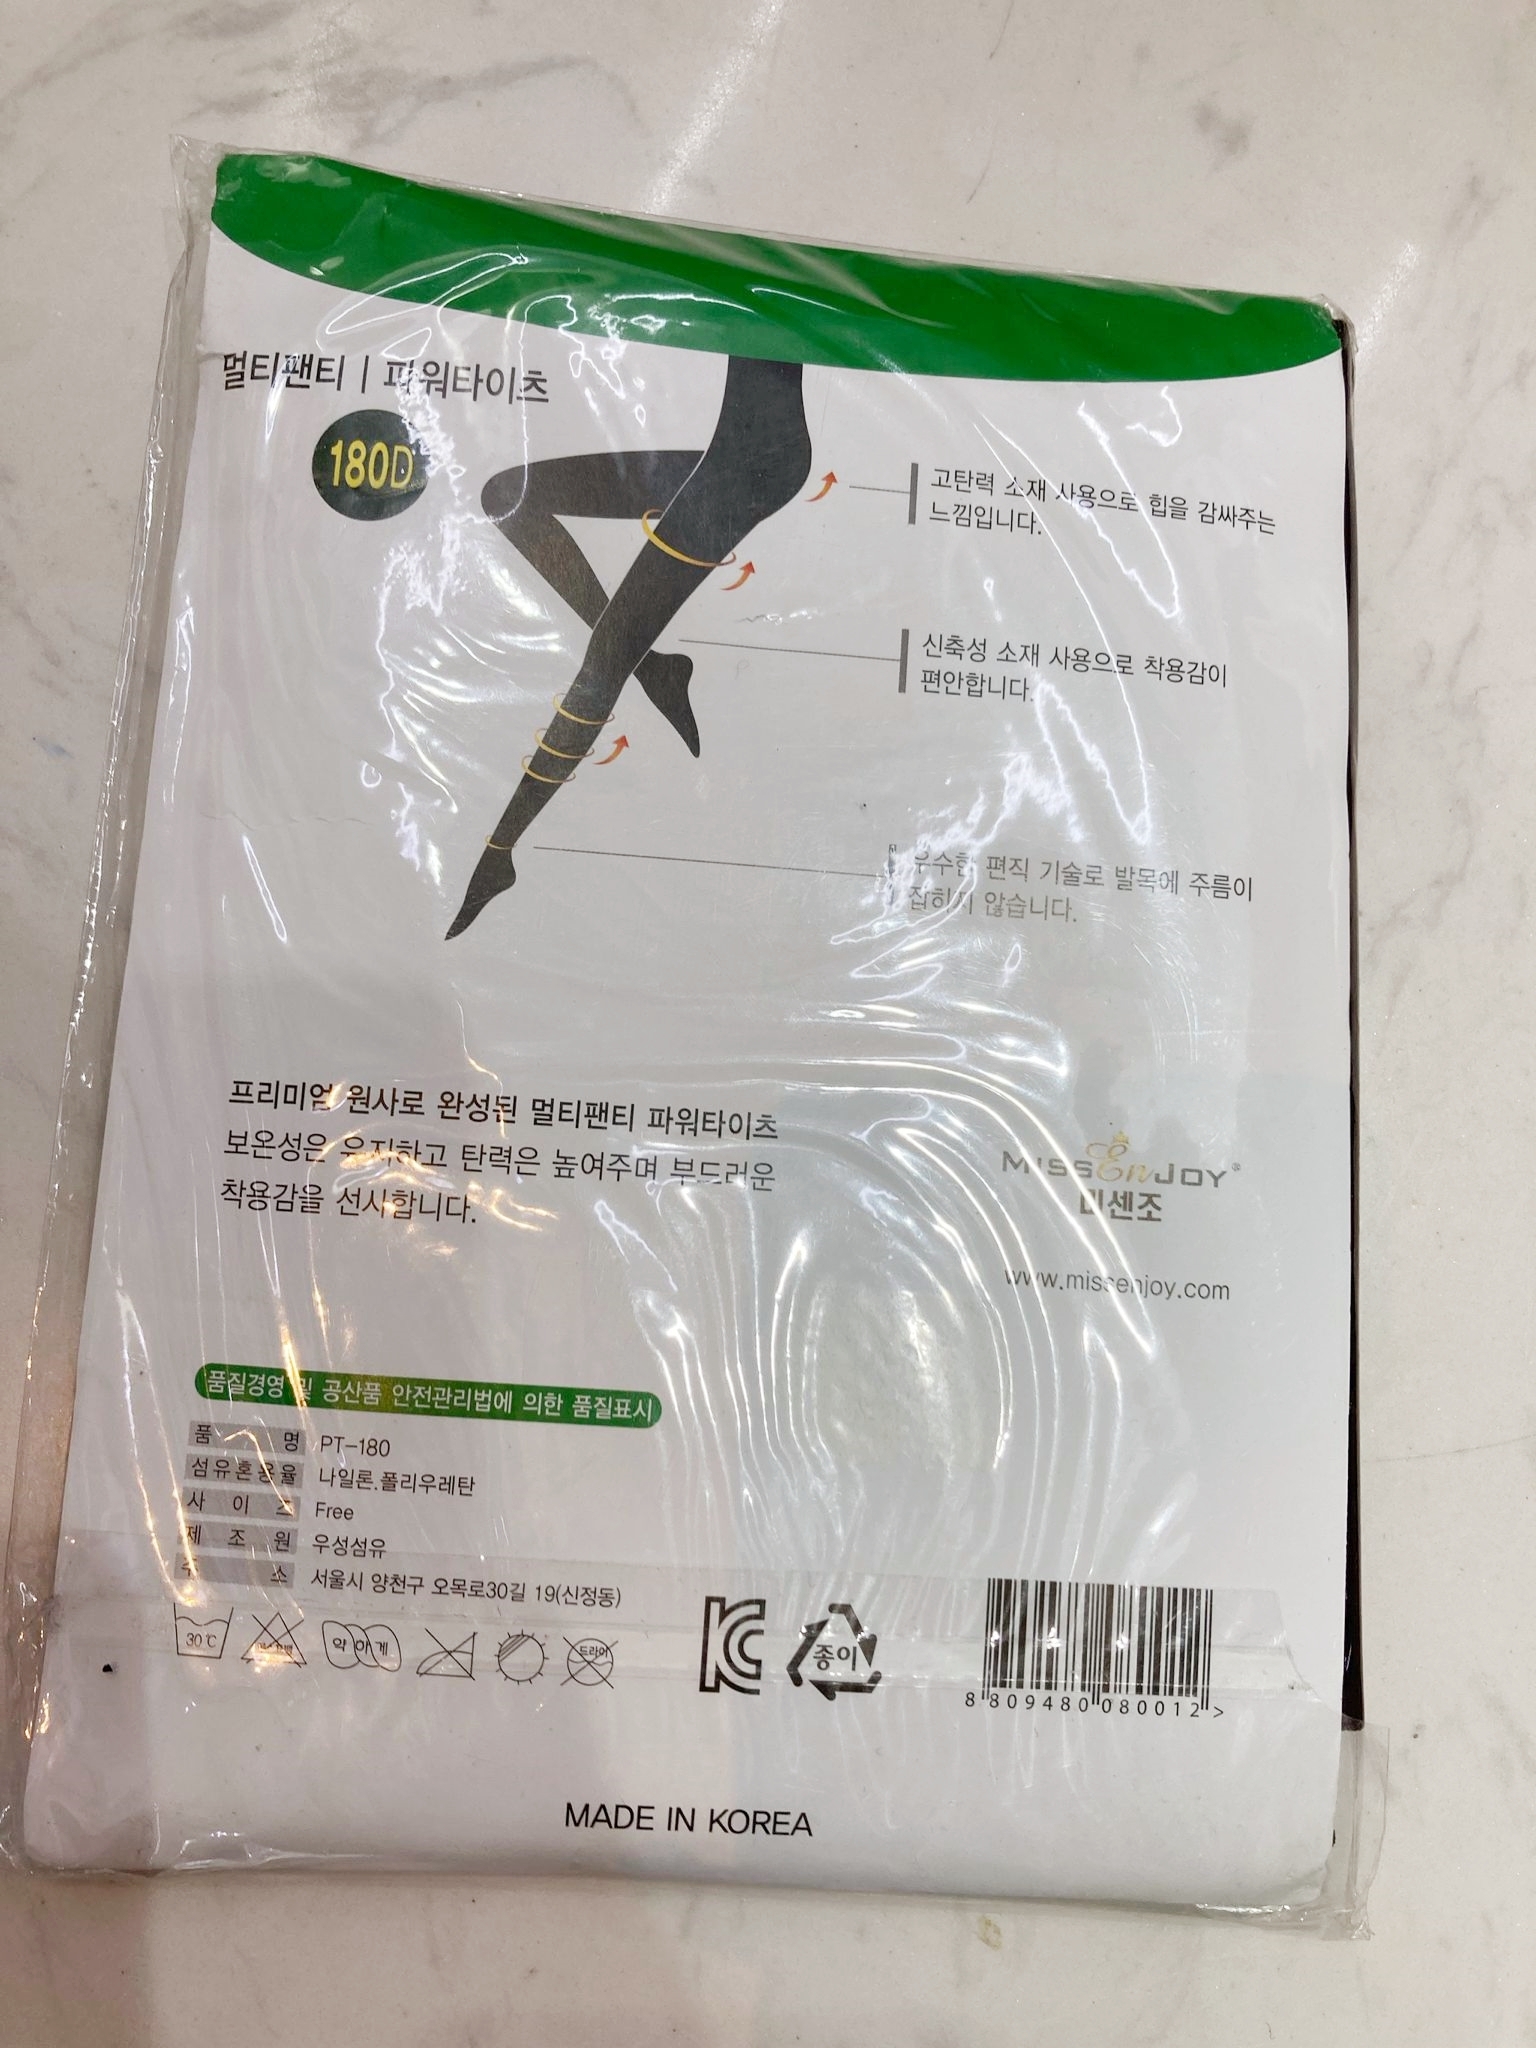 멀티팬티 | 파워타이츠
180D
고탄력 소재 사용으로 힙을 감싸주는
느낌입니다.
신축성 소재 사용으로 착용감이
편안합니다.
우수한 편직 기술로 발목에 주름이
잡히지 않습니다.
프리미엄 원사로 완성된 멀티팬티 파워타이츠
보온성은 유지하고 탄력은 높여주며 부드러운
착용감을 선사합니다.
MISSEnJOY®
미센조
www.missenjoy.com
품질경영 및 공산품 안전관리법에 의한 품질표시
품 명 PT-180
섬유혼용율 나일론.폴리우레탄
사 이 즈 Free
제 조 원 우성섬유
주 소 서울시 양천구 오목로30길 19(신정동)
30℃
약하게
드라이
종이
8 809480 080012 >
MADE IN KOREA